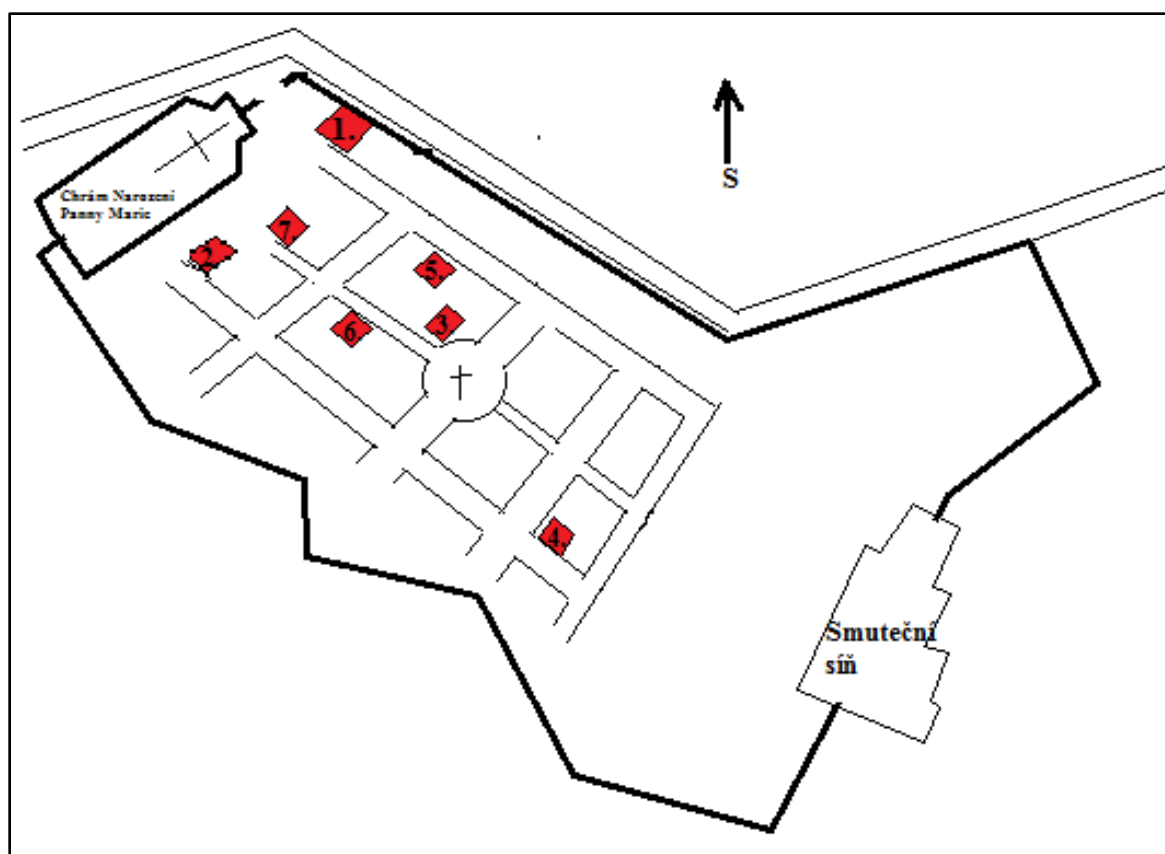 1.
S
Chrám Narození
Panny Marie
7.
2.
5.
3
6
4.
Smuteční
síň